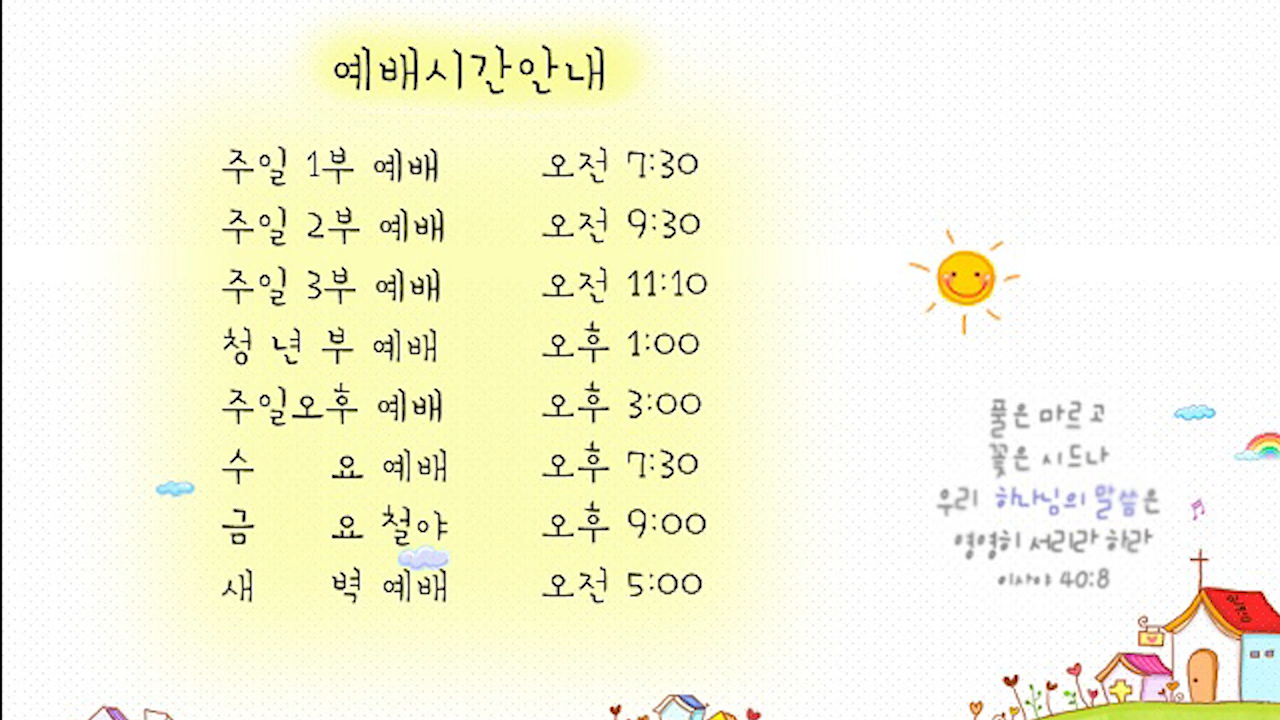 예배시간안내
주일 1부 예배 오전 7:30
주일 2부 예배 오전 9:30
주일 3부 예배 오전 11:10
청 년 부 예배 오후 1:00
주일오후 예배 오후 3:00
수 요 예배 오후 7:30
금 요 철야 오후 9:00
새 벽 예배 오전 5:00
풀은 마르고
꽃은 시드나
우리 하나님의 말씀은
영영히 서리라 하라
이사야 40:8